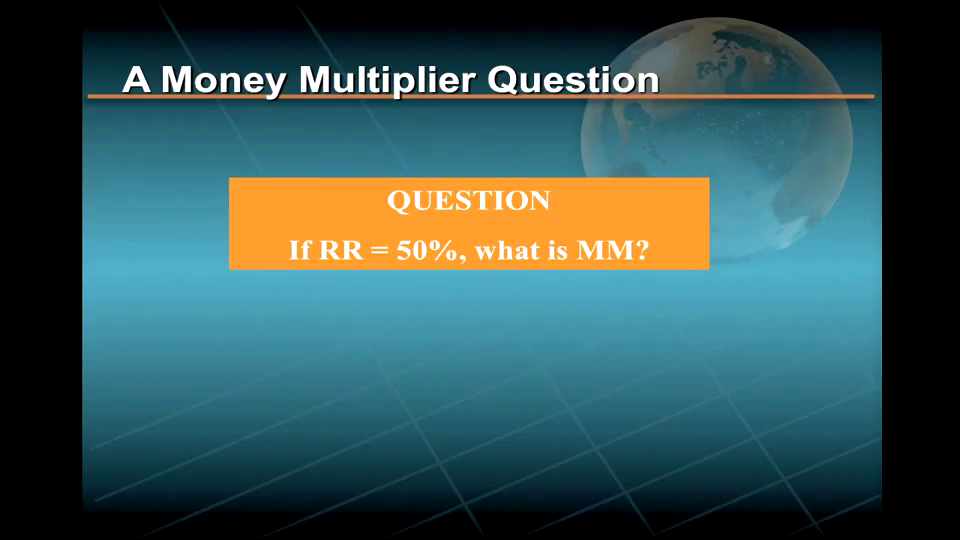 A Money Multiplier Question
QUESTION
If RR = 50%, what is MM?